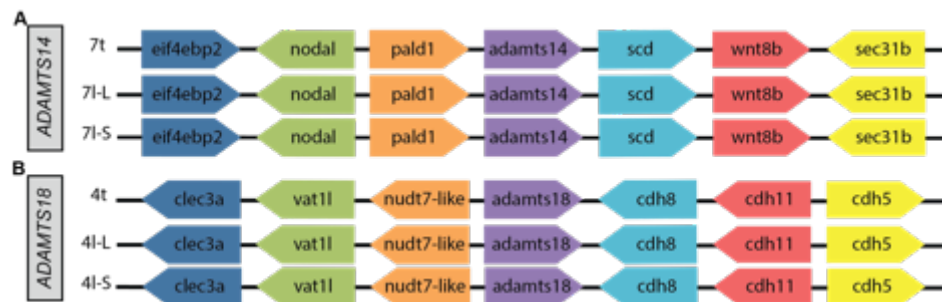 A
ADAMTS14
7t eif4ebp2 nodal pald1 adamts14 scd wnt8b sec31b
7l-L eif4ebp2 nodal pald1 adamts14 scd wnt8b sec31b
7l-S eif4ebp2 nodal pald1 adamts14 scd wnt8b sec31b
B
ADAMTS18
4t clec3a vat1l nudt7-like adamts18 cdh8 cdh11 cdh5
4l-L clec3a vat1l nudt7-like adamts18 cdh8 cdh11 cdh5
4l-S clec3a vat1l nudt7-like adamts18 cdh8 cdh11 cdh5